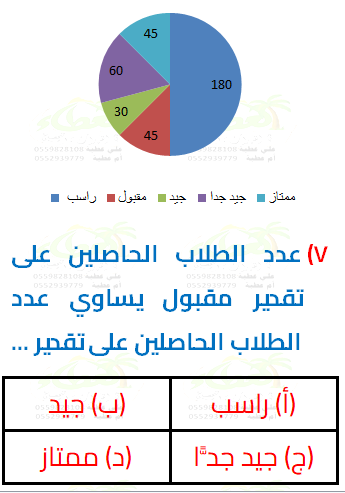 45
60
180
30
45
ممتاز جيد جدا جيد مقبول راسب
٧) عدد الطلاب الحاصلين على
تقدير مقبول يساوي عدد
الطلاب الحاصلين على تقدير ...
(أ) راسب (ب) جيد
(ج) جيد جدًّا (د) ممتاز